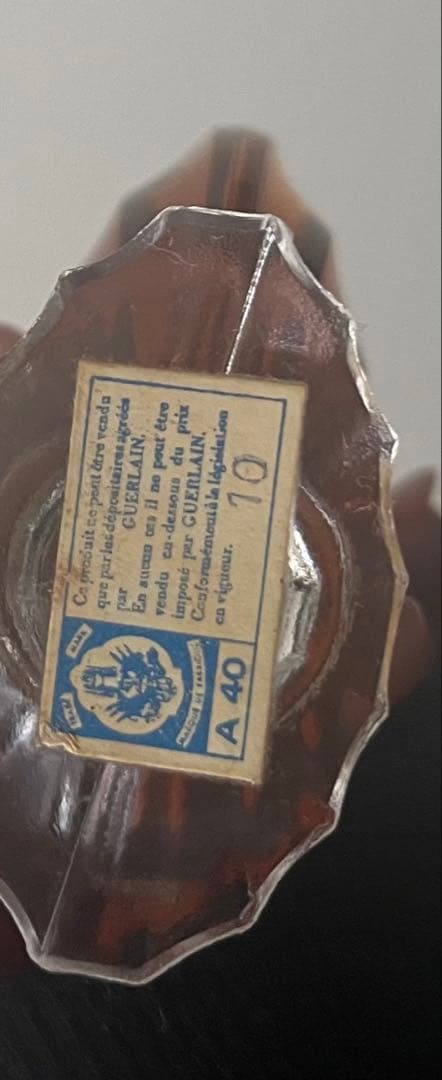 Ce produit ne peut être vendu
que par les dépositaires agréés
par GUERLAIN.
En aucun cas il ne peut être
vendu au-dessous du prix
imposé par GUERLAIN.
Conformément à la législation
en vigueur.
10
TRADE MARK
MARQUE DE FABRIQUE
A 40